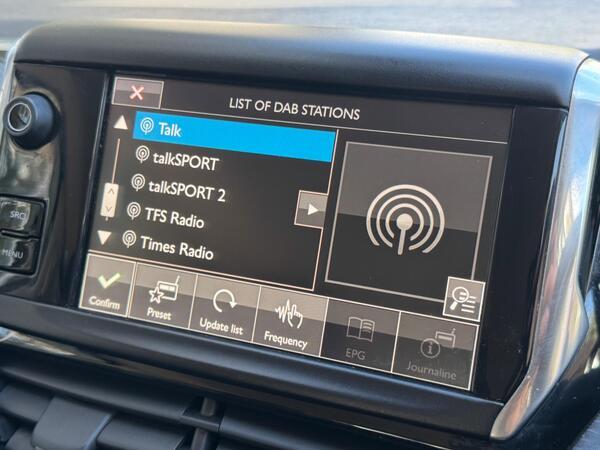 LIST OF DAB STATIONS
Talk
talkSPORT
talkSPORT 2
TFS Radio
Times Radio
SRC
MENU
Confirm
Preset
Update list
Frequency
EPG
Journaline